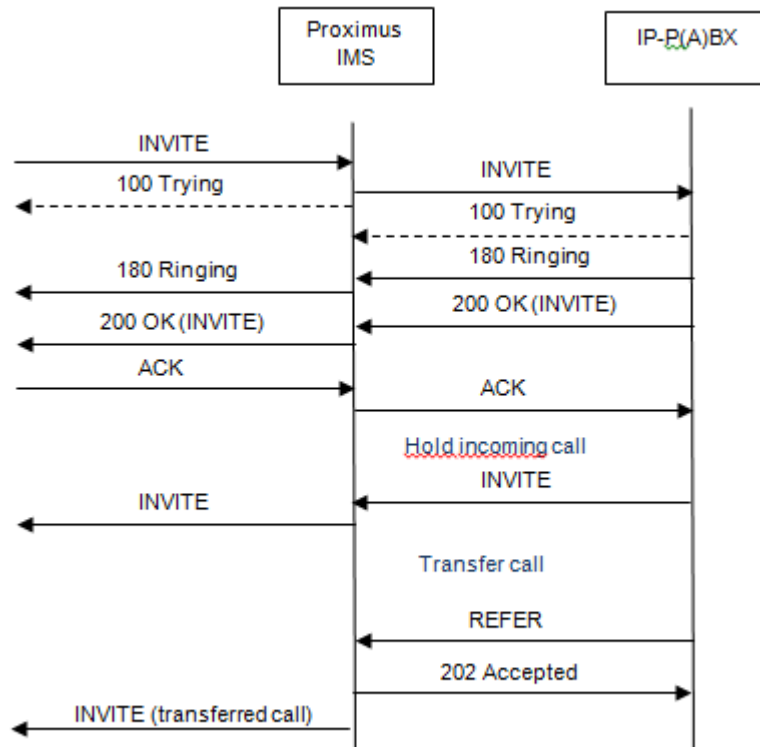 Proximus
IMS
IP-P(A)BX
INVITE
INVITE
100 Trying
100 Trying
180 Ringing
180 Ringing
200 OK (INVITE)
200 OK (INVITE)
ACK
ACK
Hold incoming call
INVITE
INVITE
Transfer call
REFER
202 Accepted
INVITE (transferred call)